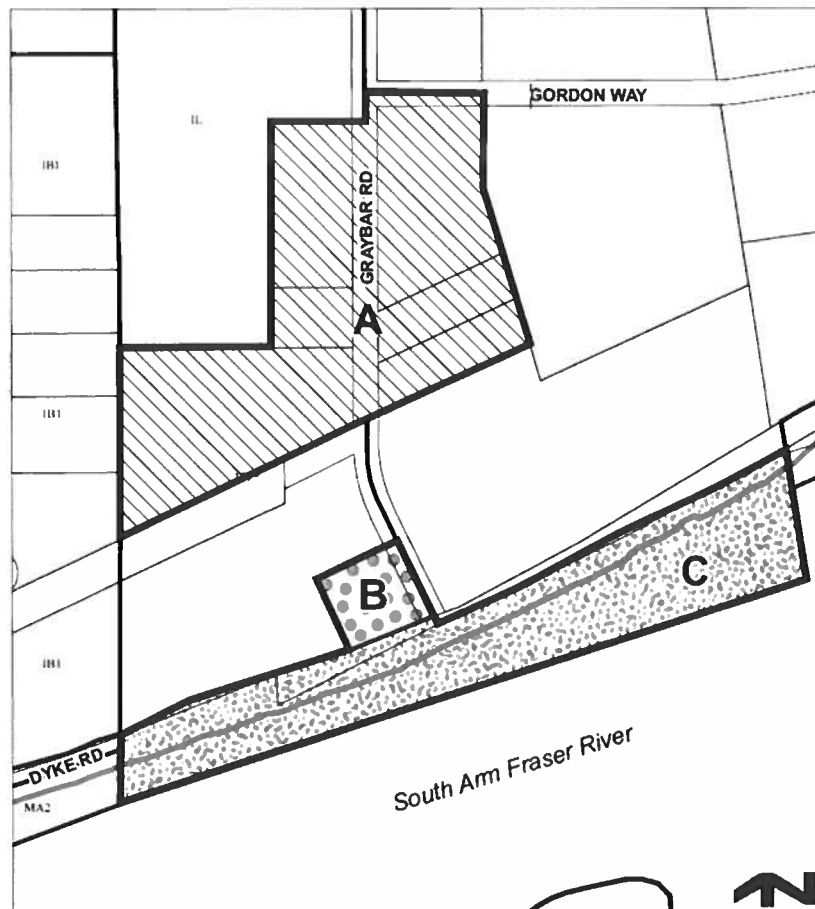 GORDON WAY
IL
IB1
GRAYBAR RD
A
IB1
B
C
IB1
DYKE RD
MA2
South Arm Fraser River
N